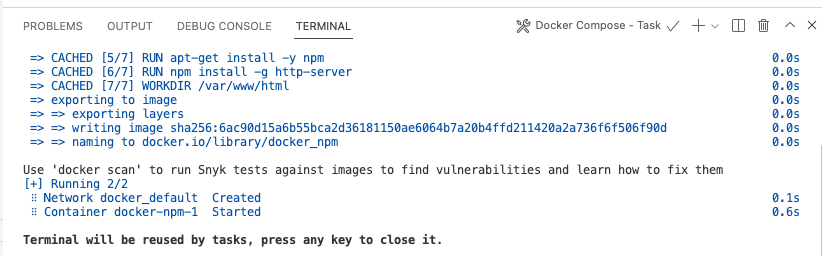 PROBLEMS OUTPUT DEBUG CONSOLE TERMINAL Docker Compose - Task
=> CACHED [5/7] RUN apt-get install -y npm 0.0s
=> CACHED [6/7] RUN npm install -g http-server 0.0s
=> CACHED [7/7] WORKDIR /var/www/html 0.0s
=> exporting to image 0.0s
=> => exporting layers 0.0s
=> => writing image sha256:6ac90d15a6b55bca2d36181150ae6064b7a20b4ffd211420a2a736f6f506f90d 0.0s
=> => naming to docker.io/library/docker_npm 0.0s
Use 'docker scan' to run Snyk tests against images to find vulnerabilities and learn how to fix them
[+] Running 2/2
⠿ Network docker_default Created 0.1s
⠿ Container docker-npm-1 Started 0.6s
Terminal will be reused by tasks, press any key to close it.